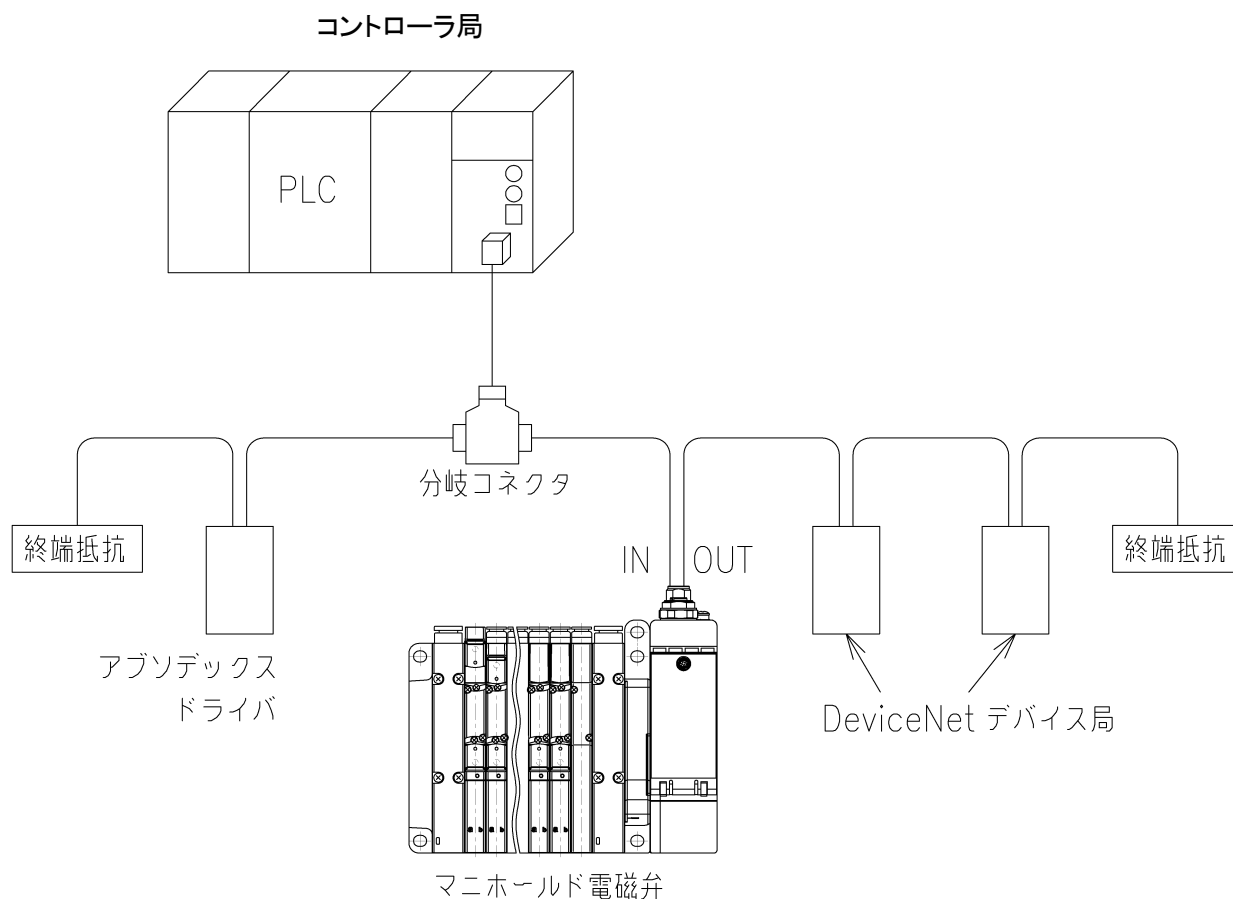 コントローラ局
PLC
分岐コネクタ
終端抵抗
IN
OUT
終端抵抗
アブソデックス
ドライバ
DeviceNet デバイス局
マニホールド電磁弁